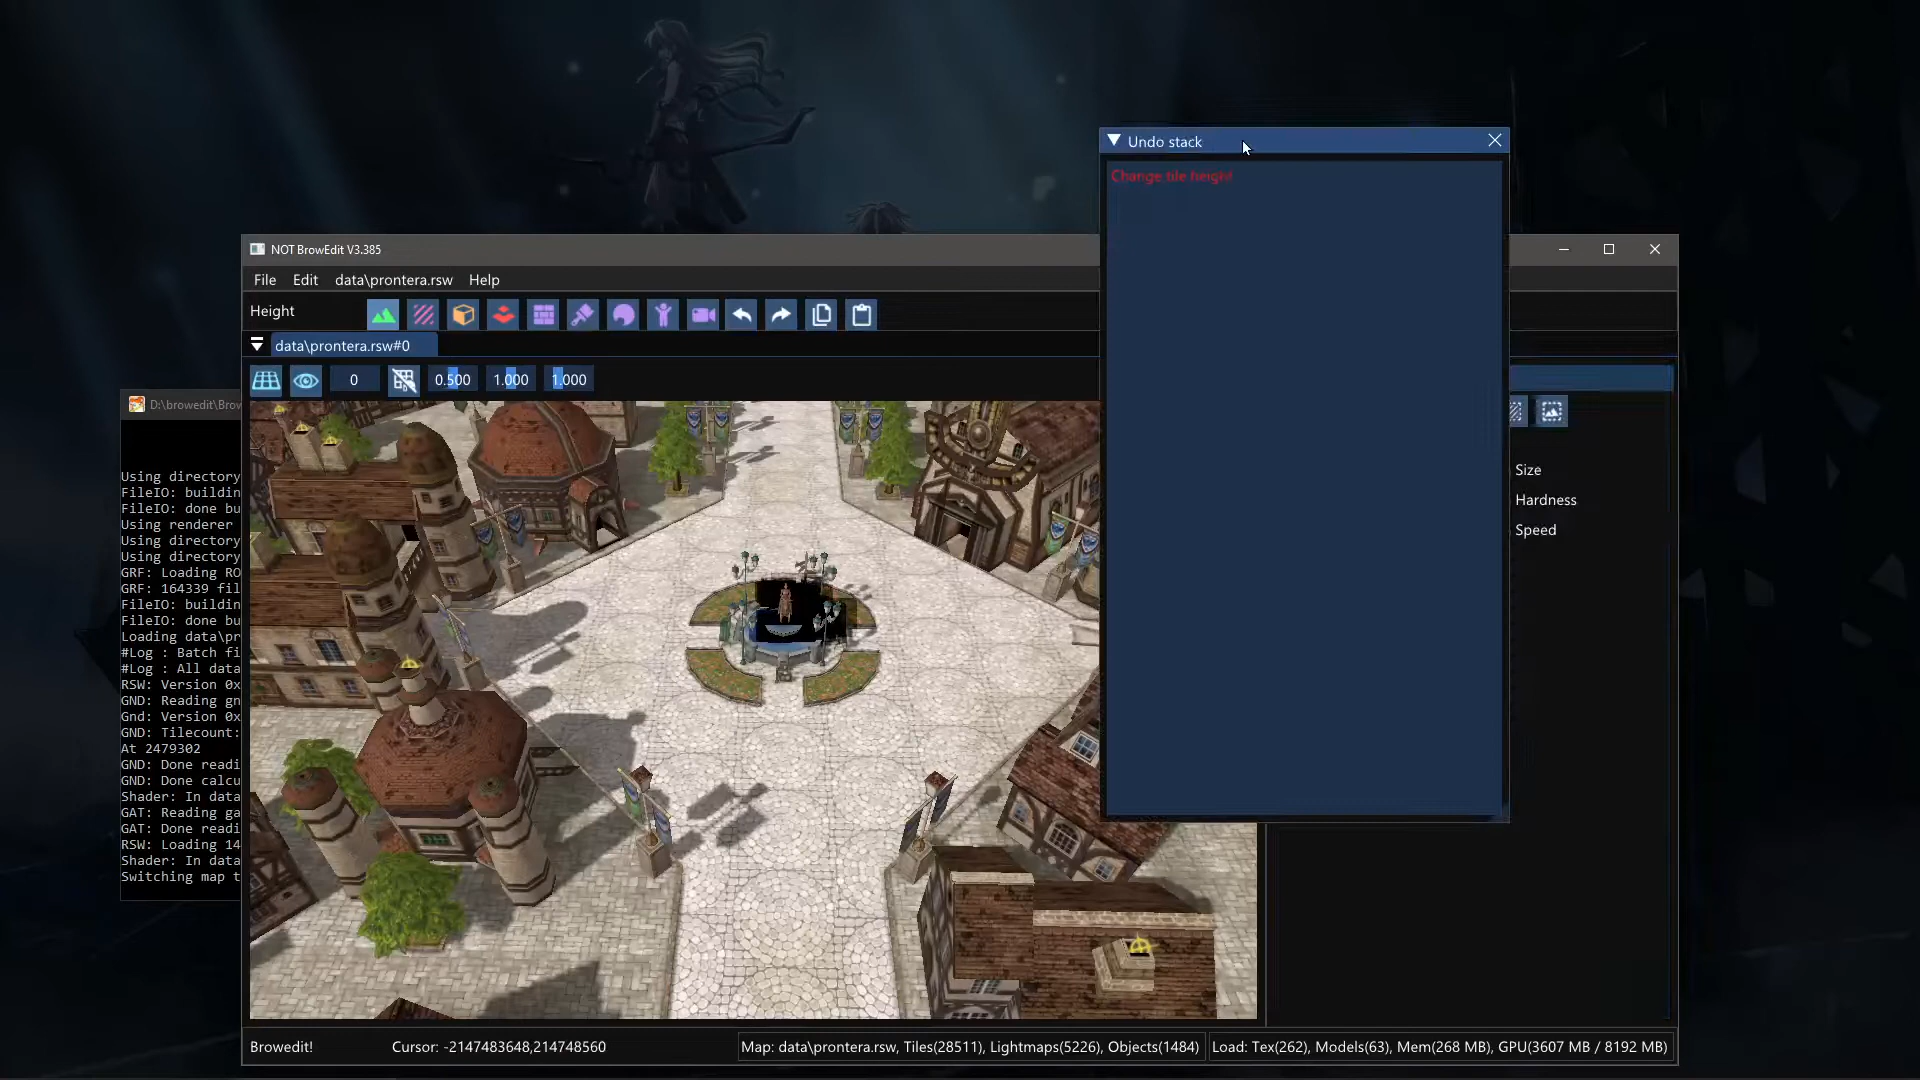 Undo stack
Change tile height
NOT BrowEdit V3.385
File Edit data\prontera.rsw Help
Height
data\prontera.rsw#0
0 0.500 1.000 1.000
D:\browedit\Brow
Size
Hardness
Speed
Using directory
FileIO: buildin
FileIO: done bu
Using renderer
Using directory
Using directory
GRF: Loading RO
GRF: 164339 fil
FileIO: buildin
FileIO: done bu
Loading data\pr
#Log : Batch fi
#Log : All data
RSW: Version 0x
GND: Reading gn
Gnd: Version 0x
GND: Tilecount:
At 2479302
GND: Done readi
GND: Done calcu
Shader: In data
GAT: Reading ga
GAT: Done readi
RSW: Loading 14
Shader: In data
Switching map t
Browedit! Cursor: -2147483648,214748560 Map: data\prontera.rsw, Tiles(28511), Lightmaps(5226), Objects(1484) Load: Tex(262), Models(63), Mem(268 MB), GPU(3607 MB / 8192 MB)